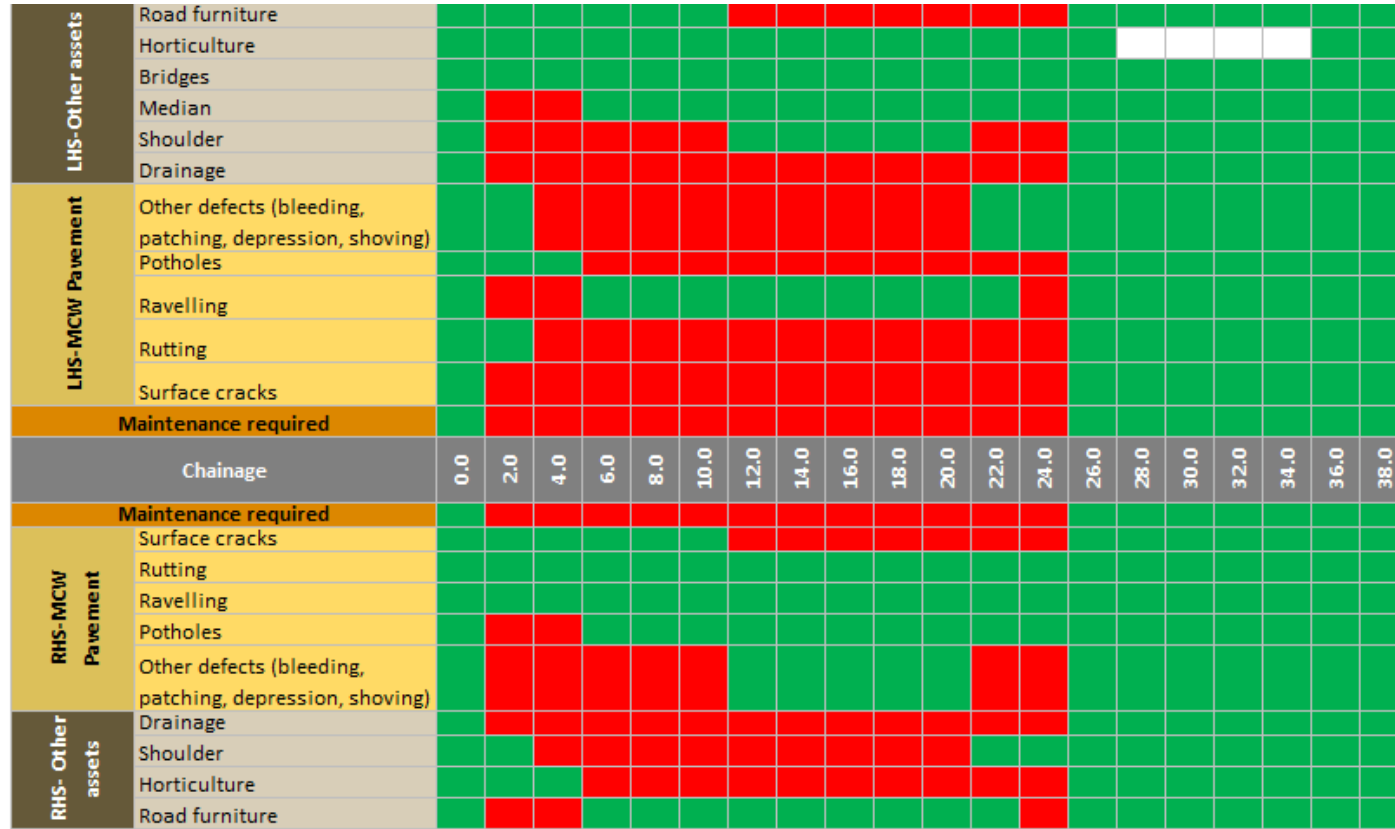 LHS-Other assets
Road furniture
Horticulture
Bridges
Median
Shoulder
Drainage
LHS-MCW Pavement
Other defects (bleeding,
patching, depression, shoving)
Potholes
Ravelling
Rutting
Surface cracks
Maintenance required
Chainage 0.0 2.0 4.0 6.0 8.0 10.0 12.0 14.0 16.0 18.0 20.0 22.0 24.0 26.0 28.0 30.0 32.0 34.0 36.0 38.0
Maintenance required
RHS-MCW
Pavement
Surface cracks
Rutting
Ravelling
Potholes
Other defects (bleeding,
patching, depression, shoving)
RHS- Other
assets
Drainage
Shoulder
Horticulture
Road furniture